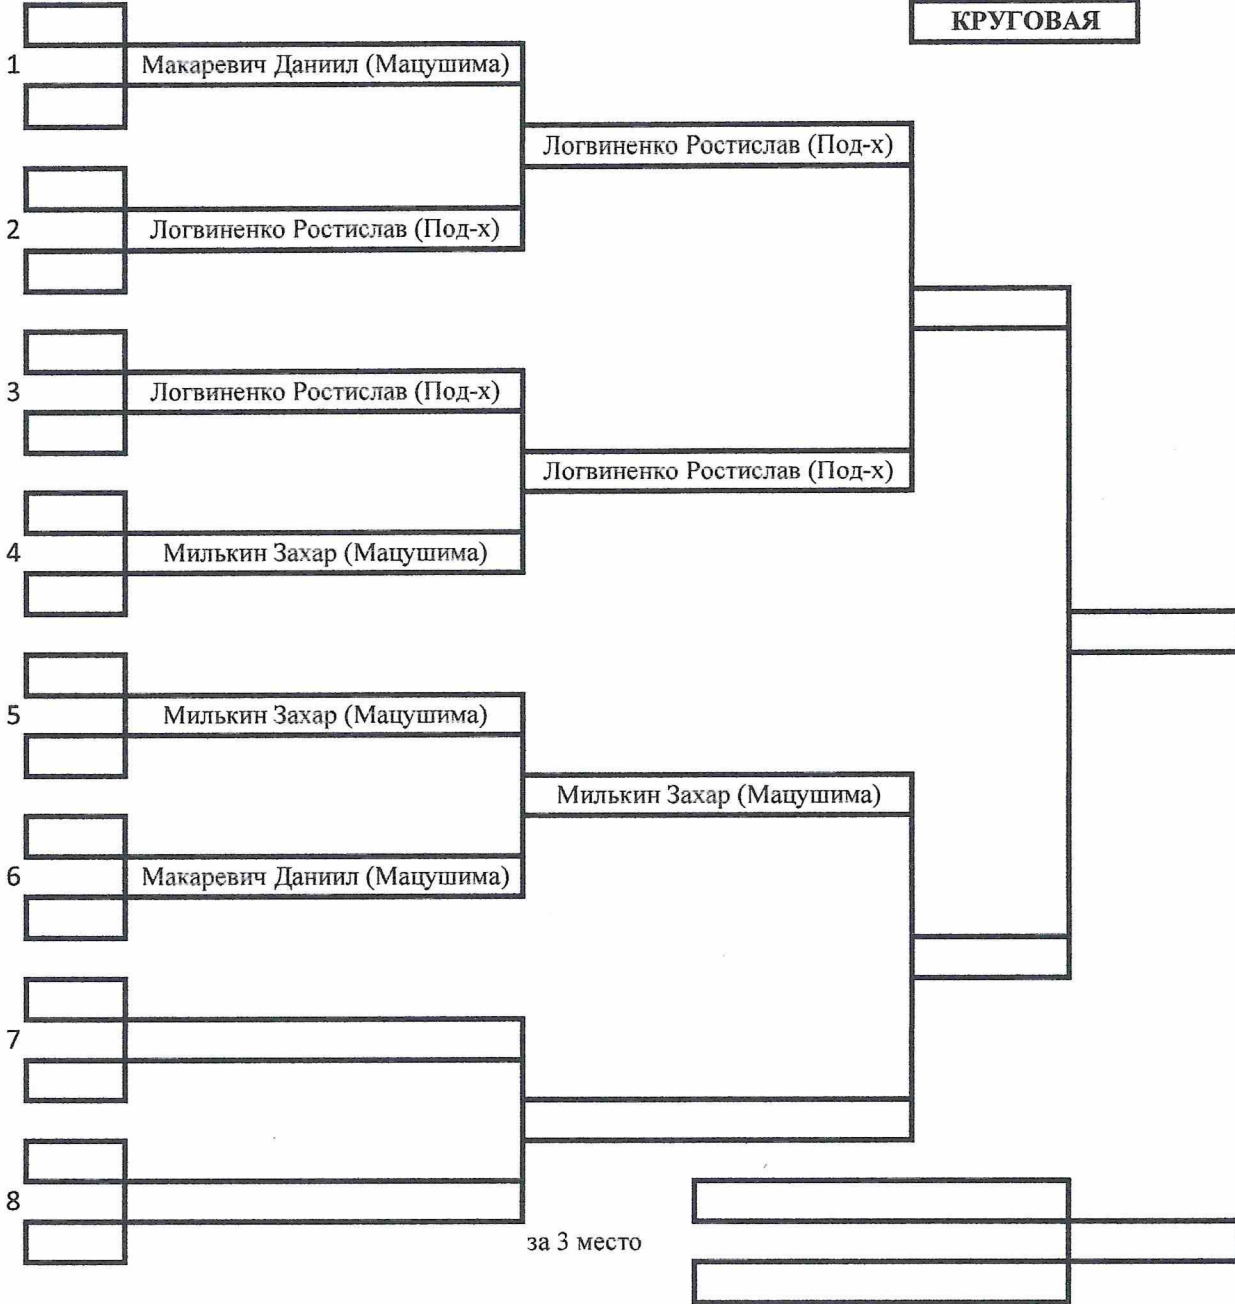 КРУГОВАЯ
1 Макаревич Даниил (Мацушима)
Логвиненко Ростислав (Под-х)
2 Логвиненко Ростислав (Под-х)
3 Логвиненко Ростислав (Под-х)
Логвиненко Ростислав (Под-х)
4 Милькин Захар (Мацушима)
5 Милькин Захар (Мацушима)
Милькин Захар (Мацушима)
6 Макаревич Даниил (Мацушима)
7
8
за 3 место